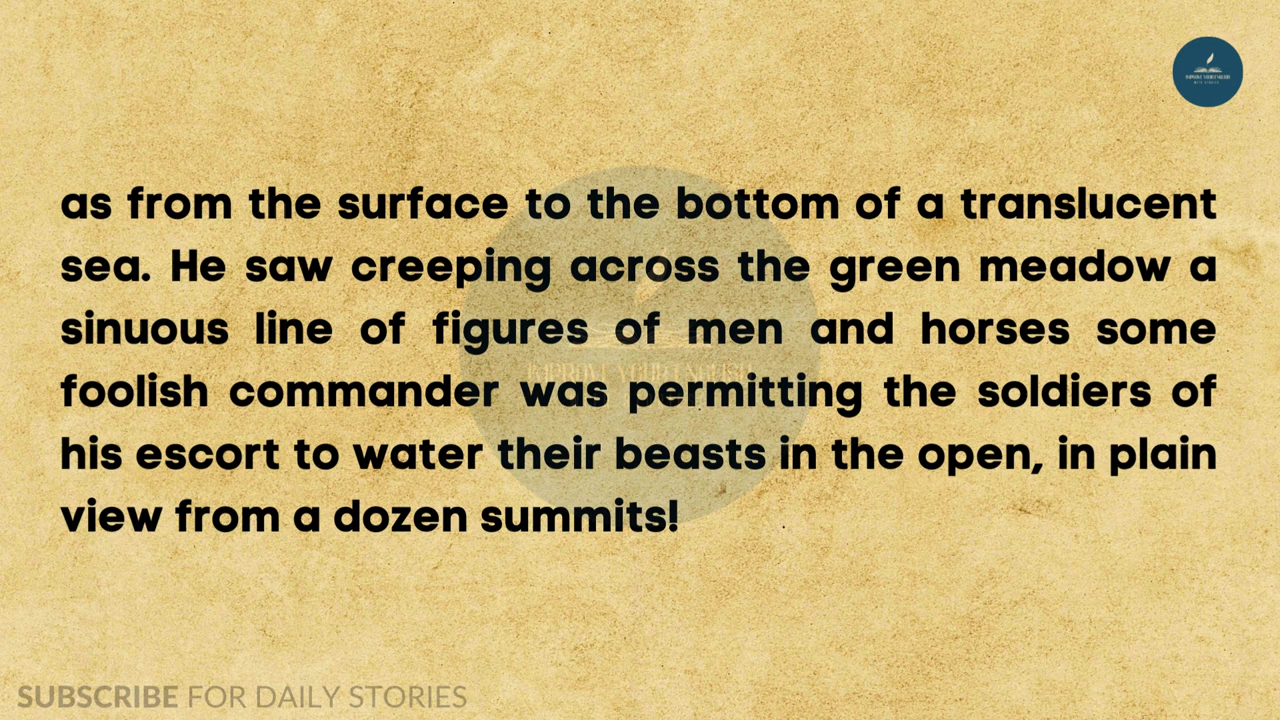 as from the surface to the bottom of a translucent
sea. He saw creeping across the green meadow a
sinuous line of figures of men and horses some
foolish commander was permitting the soldiers of
his escort to water their beasts in the open, in plain
view from a dozen summits!
SUBSCRIBE FOR DAILY STORIES